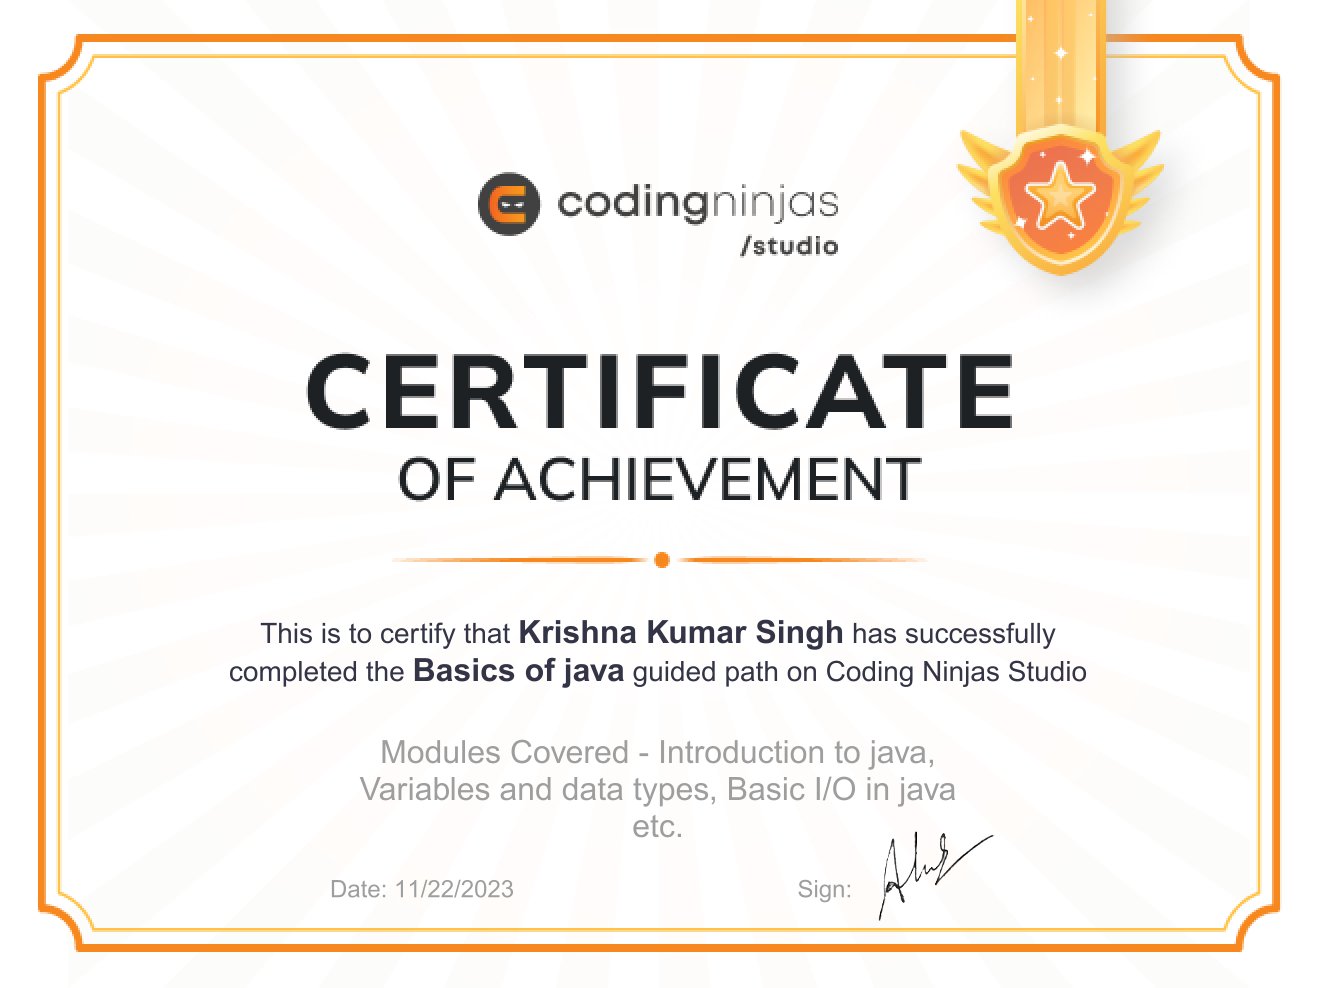 codingninjas
/studio
CERTIFICATE
OF ACHIEVEMENT
This is to certify that Krishna Kumar Singh has successfully
completed the Basics of java guided path on Coding Ninjas Studio
Modules Covered - Introduction to java,
Variables and data types, Basic I/O in java
etc.
Date: 11/22/2023
Sign: